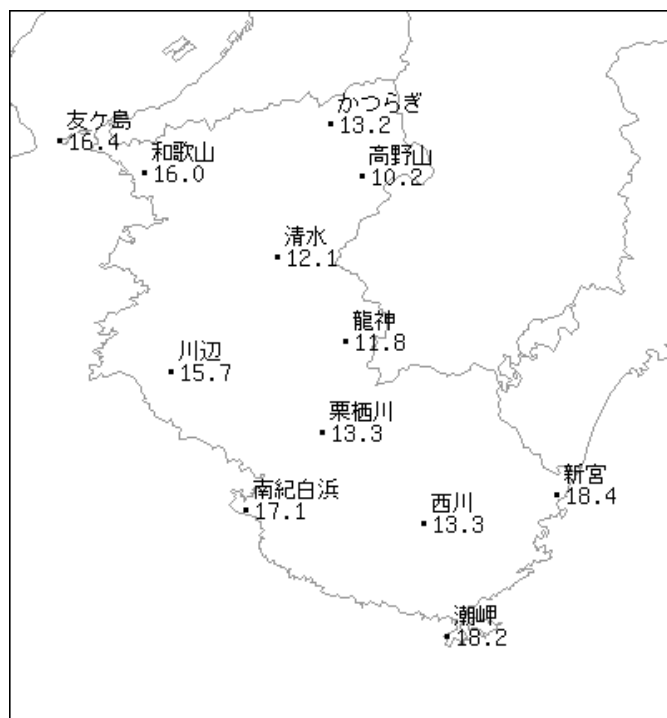 かつらぎ
13.2
友ケ島
16.4
和歌山
16.0
高野山
10.2
清水
12.1
龍神
11.8
川辺
15.7
栗栖川
13.3
新宮
18.4
南紀白浜
17.1
西川
13.3
潮岬
18.2